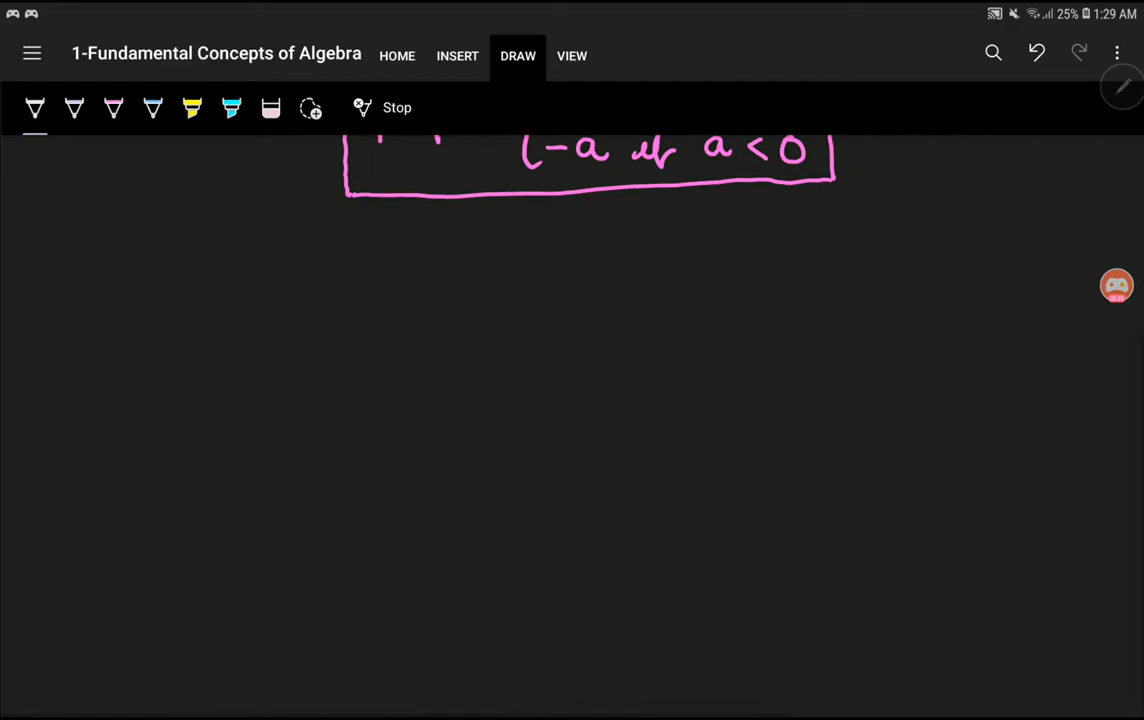 25% 1:29 AM
1-Fundamental Concepts of Algebra HOME INSERT DRAW VIEW
Stop
-a if a < 0